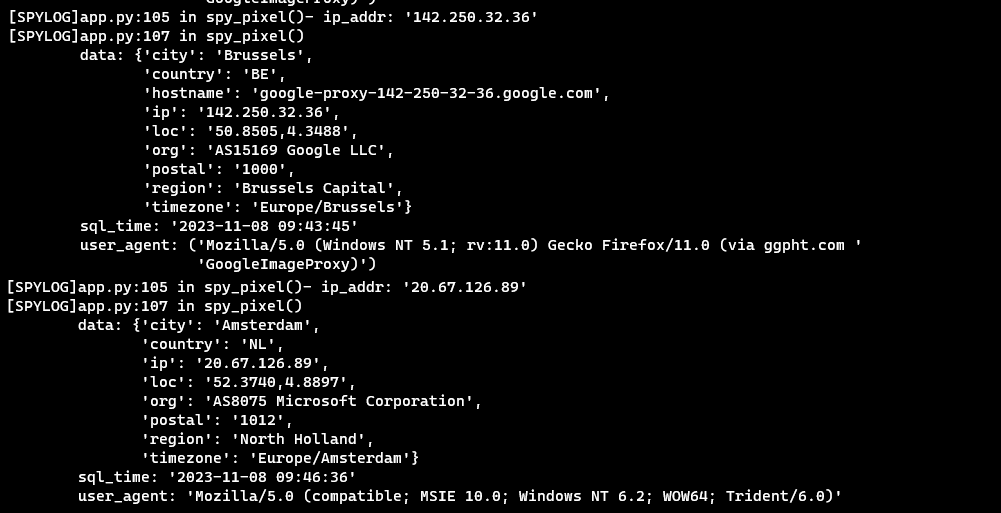 GoogleImageProxy)')
[SPYLOG]app.py:105 in spy_pixel()- ip_addr: '142.250.32.36'
[SPYLOG]app.py:107 in spy_pixel()
data: {'city': 'Brussels',
'country': 'BE',
'hostname': 'google-proxy-142-250-32-36.google.com',
'ip': '142.250.32.36',
'loc': '50.8505,4.3488',
'org': 'AS15169 Google LLC',
'postal': '1000',
'region': 'Brussels Capital',
'timezone': 'Europe/Brussels'}
sql_time: '2023-11-08 09:43:45'
user_agent: ('Mozilla/5.0 (Windows NT 5.1; rv:11.0) Gecko Firefox/11.0 (via ggpht.com '
'GoogleImageProxy)')
[SPYLOG]app.py:105 in spy_pixel()- ip_addr: '20.67.126.89'
[SPYLOG]app.py:107 in spy_pixel()
data: {'city': 'Amsterdam',
'country': 'NL',
'ip': '20.67.126.89',
'loc': '52.3740,4.8897',
'org': 'AS8075 Microsoft Corporation',
'postal': '1012',
'region': 'North Holland',
'timezone': 'Europe/Amsterdam'}
sql_time: '2023-11-08 09:46:36'
user_agent: 'Mozilla/5.0 (compatible; MSIE 10.0; Windows NT 6.2; WOW64; Trident/6.0)'